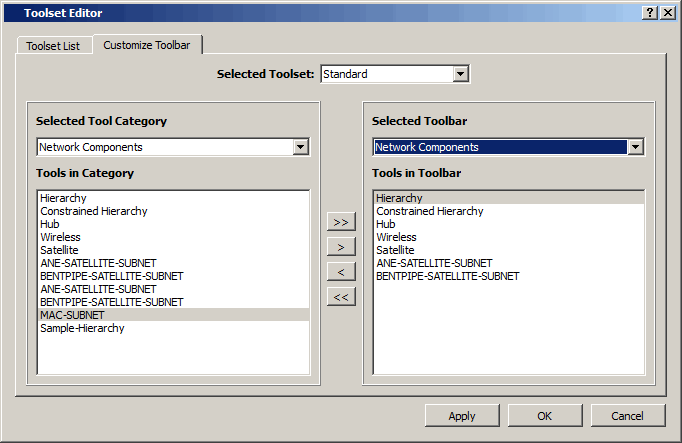 Toolset Editor
Toolset List
Customize Toolbar
Selected Toolset: Standard
Selected Tool Category
Network Components
Tools in Category
Hierarchy
Constrained Hierarchy
Hub
Wireless
Satellite
ANE-SATELLITE-SUBNET
BENTPIPE-SATELLITE-SUBNET
ANE-SATELLITE-SUBNET
BENTPIPE-SATELLITE-SUBNET
MAC-SUBNET
Sample-Hierarchy
>>
>
<
<<
Selected Toolbar
Network Components
Tools in Toolbar
Hierarchy
Constrained Hierarchy
Hub
Wireless
Satellite
ANE-SATELLITE-SUBNET
BENTPIPE-SATELLITE-SUBNET
Apply
OK
Cancel